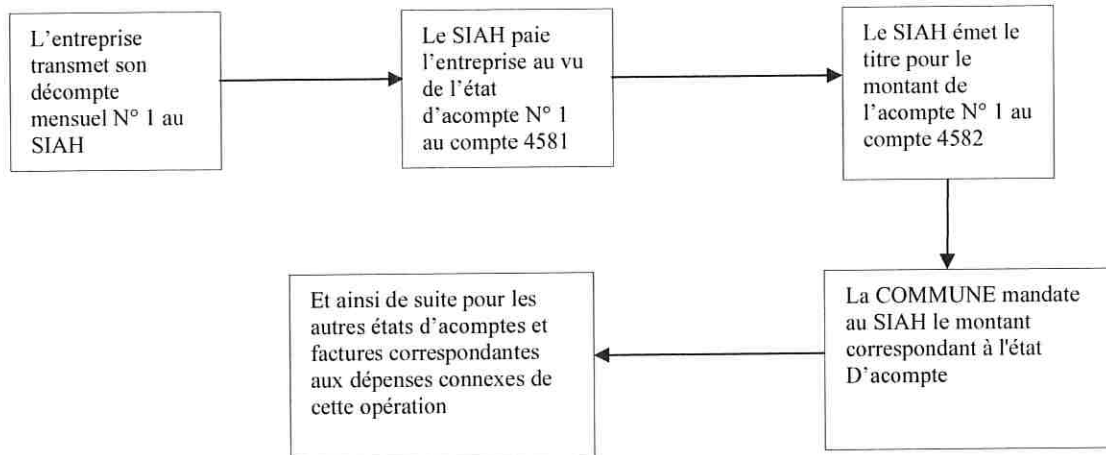 L'entreprise
transmet son
décompte
mensuel N° 1 au
SIAH
Le SIAH paie
l'entreprise au vu
de l'état
d'acompte N° 1
au compte 4581
Le SIAH émet le
titre pour le
montant de
l'acompte N° 1 au
compte 4582
La COMMUNE mandate
au SIAH le montant
correspondant à l'état
D'acompte
Et ainsi de suite pour les
autres états d'acomptes et
factures correspondantes
aux dépenses connexes de
cette opération